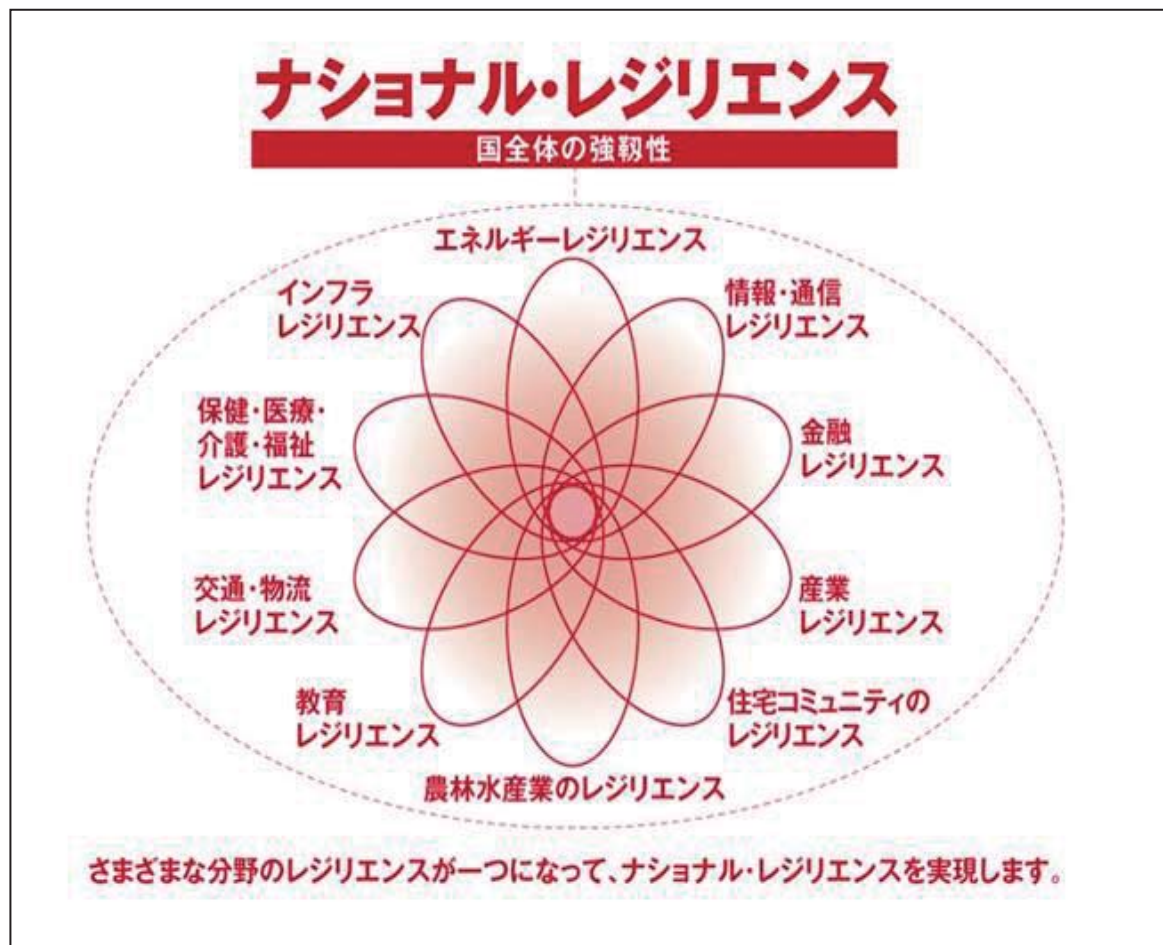 ナショナル・レジリエンス
国全体の強靱性
エネルギーレジリエンス
インフラ
レジリエンス
情報・通信
レジリエンス
保健・医療・
介護・福祉
レジリエンス
金融
レジリエンス
交通・物流
レジリエンス
産業
レジリエンス
教育
レジリエンス
住宅コミュニティの
レジリエンス
農林水産業のレジリエンス
さまざまな分野のレジリエンスが一つになって、ナショナル・レジリエンスを実現します。